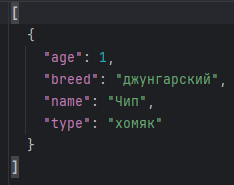 [
  {
    "age": 1,
    "breed": "джунгарский",
    "name": "Чип",
    "type": "хомяк"
  }
]